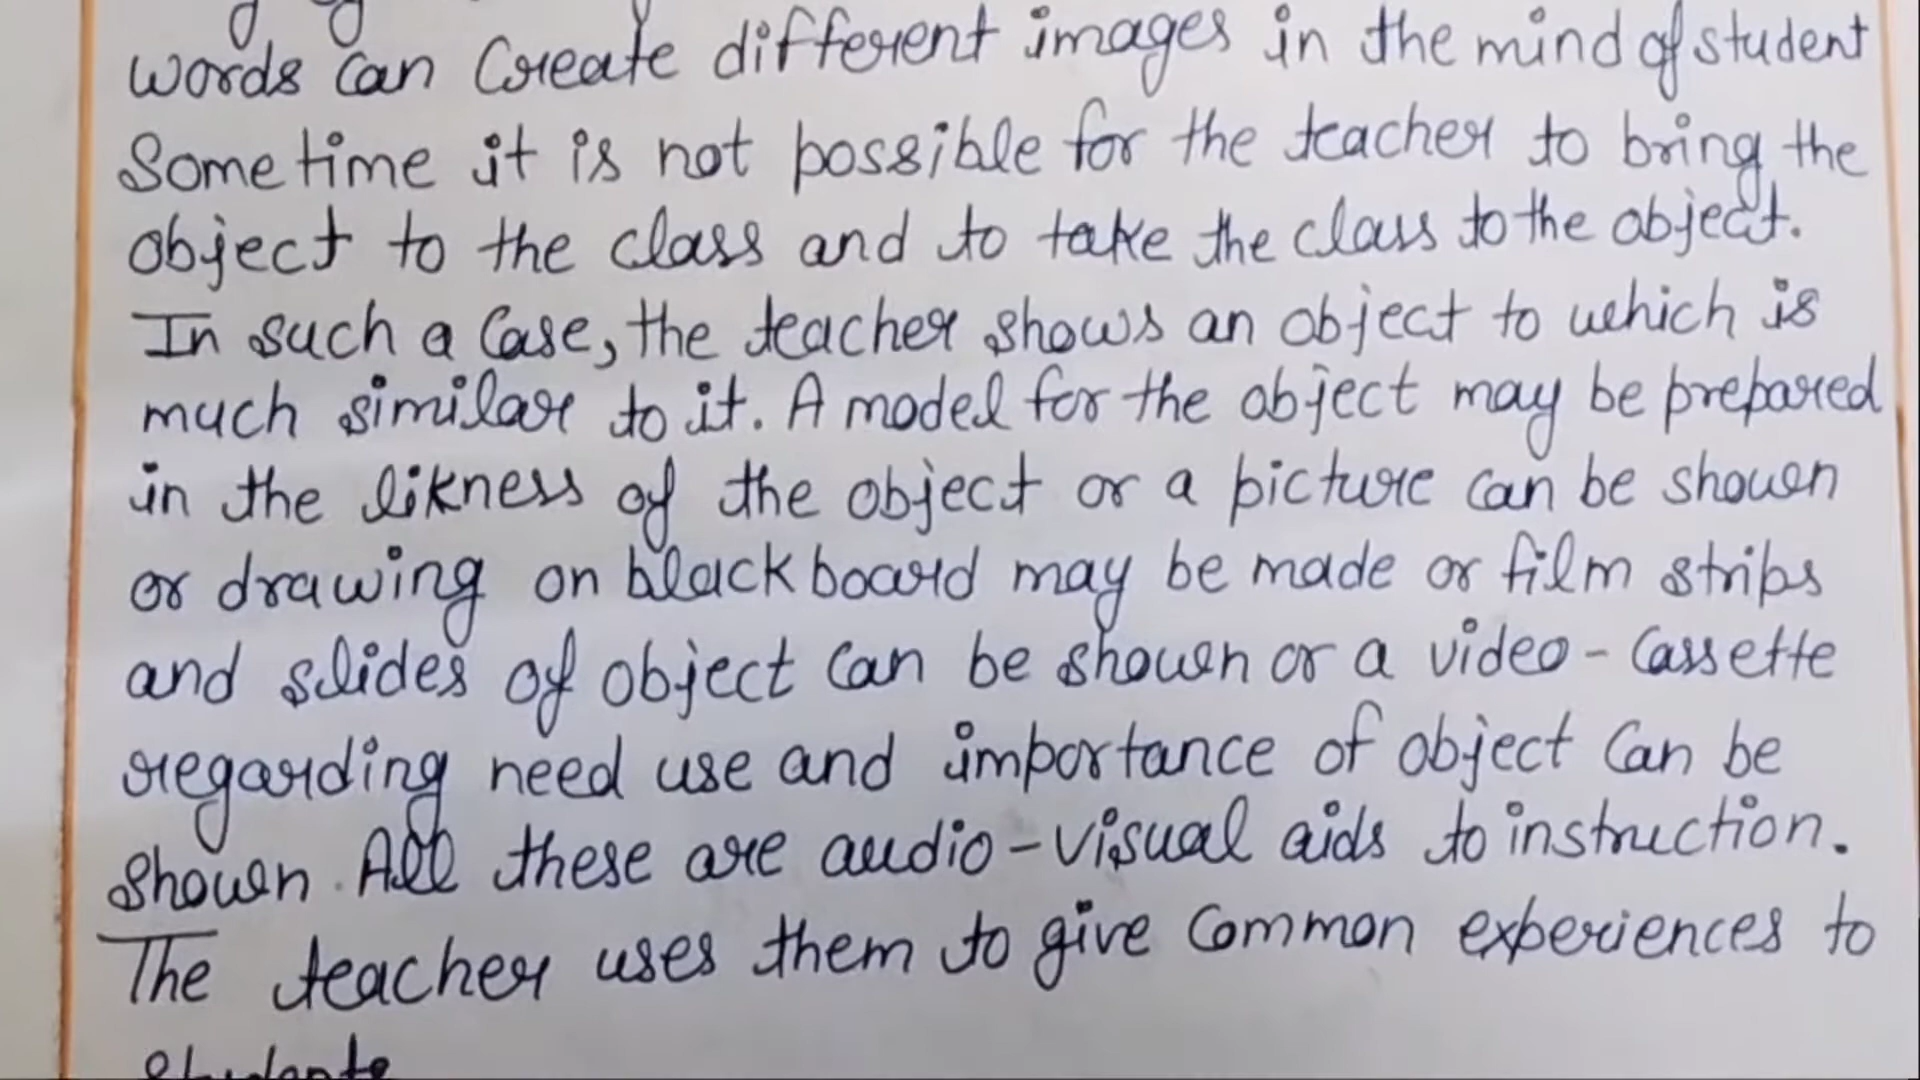 words can Create different images in the mind of student
Sometime it is not possible for the teacher to bring the
object to the class and to take the class to the object.
In such a Case, the teacher shows an object to which is
much similar to it. A model for the object may be prepared
in the likness of the object or a picture can be shown
or drawing on blackboard may be made or film strips
and slides of object Can be shown or a video-Cassette
regarding need use and importance of object Can be
Shown. All these are audio-visual aids to instruction.
The teacher uses them to give Common experiences to